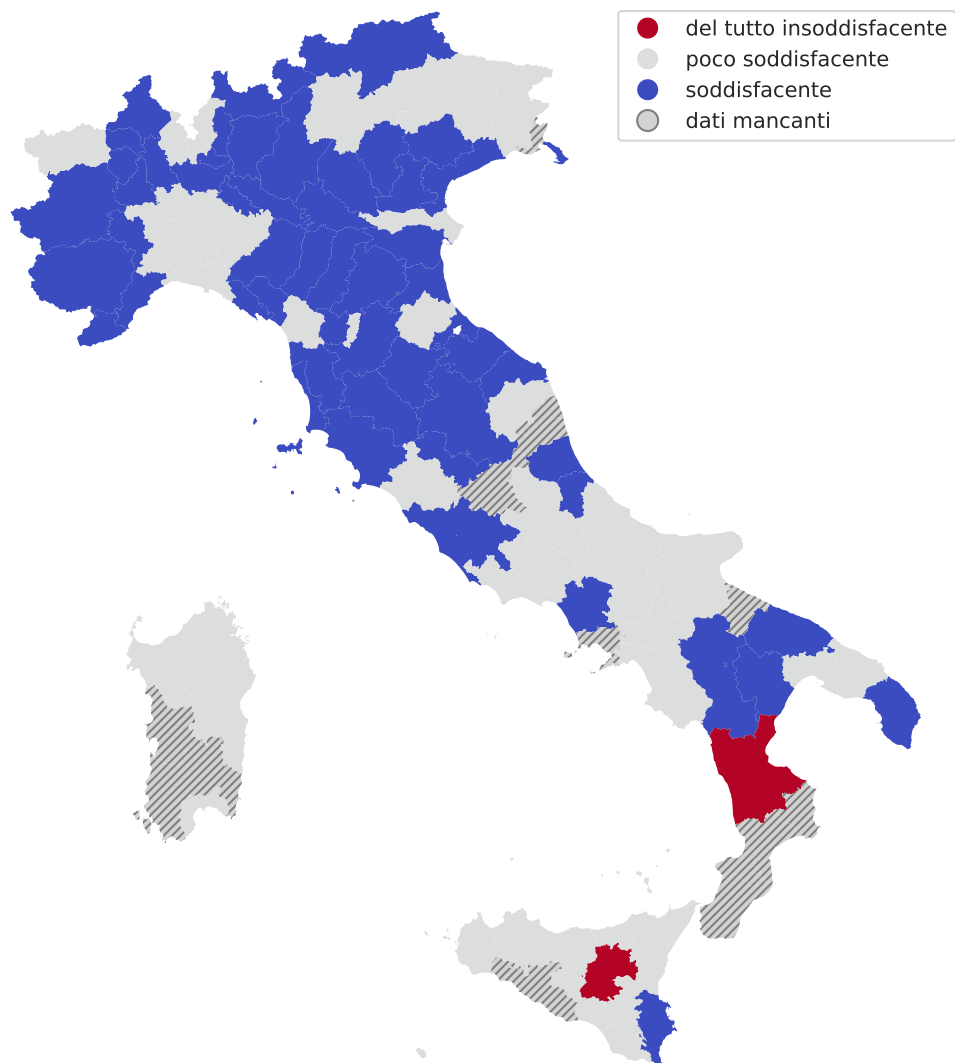 del tutto insoddisfacente
poco soddisfacente
soddisfacente
dati mancanti